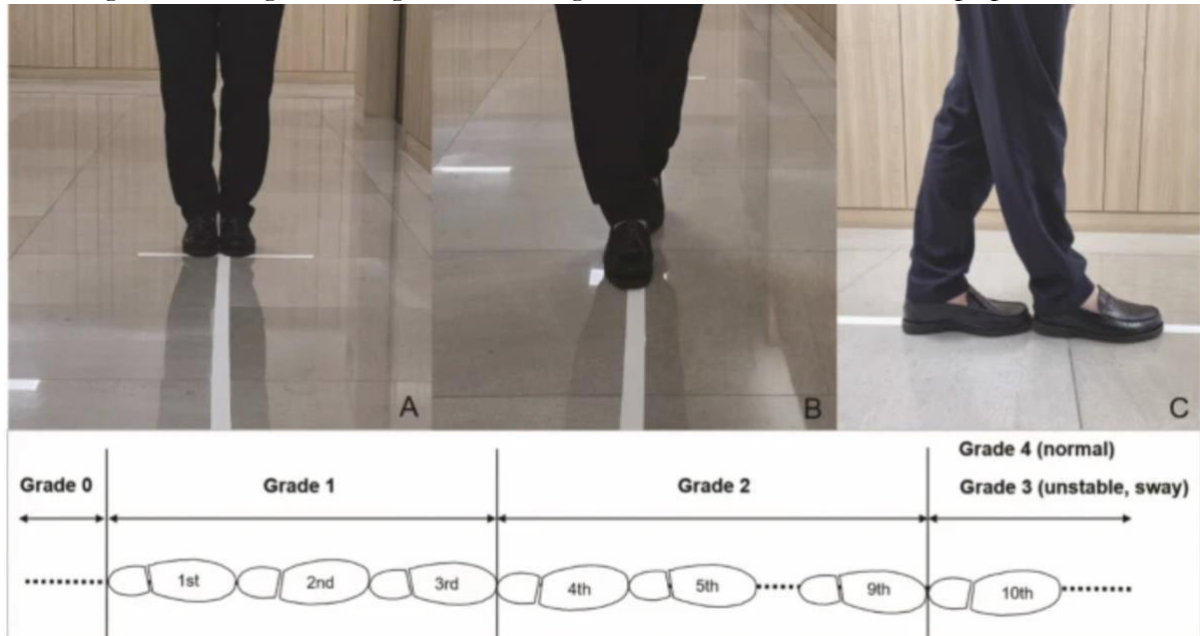 A
B
C
Grade 4 (normal)
Grade 0
Grade 1
Grade 2
Grade 3 (unstable, sway)
1st
2nd
3rd
4th
5th
9th
10th